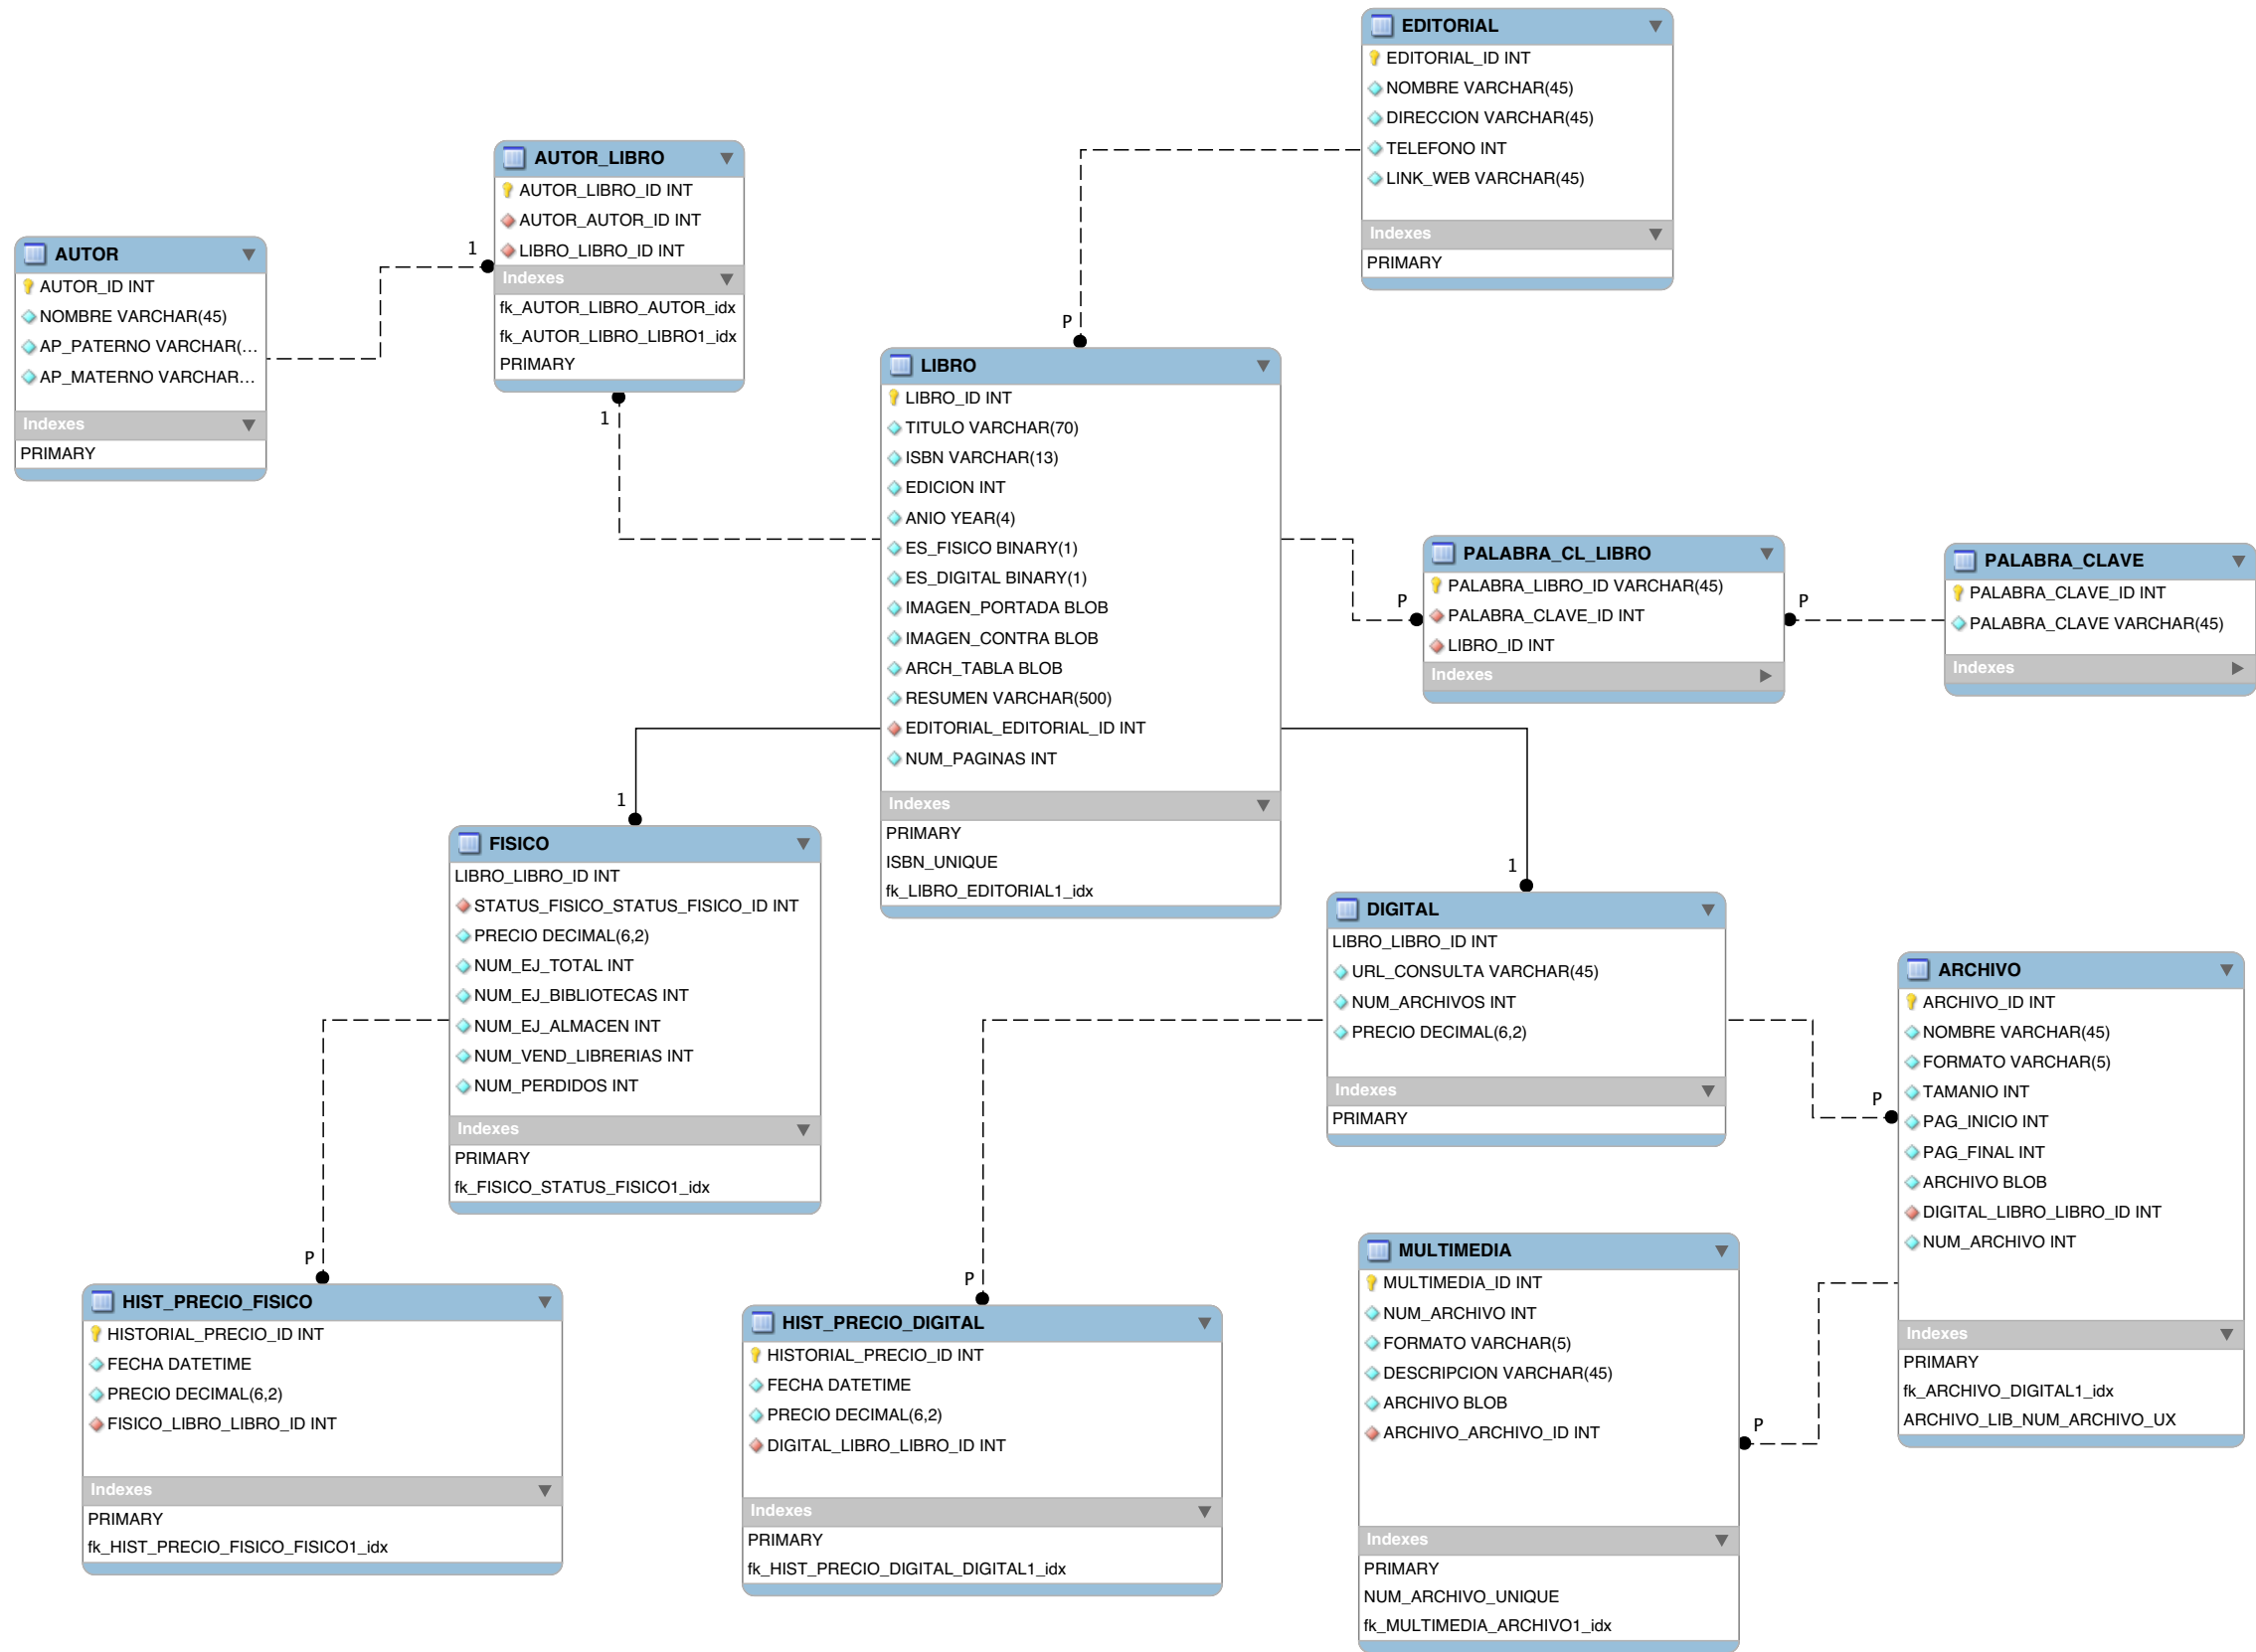 EDITORIAL
EDITORIAL_ID INT
NOMBRE VARCHAR(45)
DIRECCION VARCHAR(45)
TELEFONO INT
LINK_WEB VARCHAR(45)
Indexes
PRIMARY
AUTOR_LIBRO
AUTOR_LIBRO_ID INT
AUTOR_AUTOR_ID INT
LIBRO_LIBRO_ID INT
Indexes
fk_AUTOR_LIBRO_AUTOR_idx
fk_AUTOR_LIBRO_LIBRO1_idx
PRIMARY
1
1
AUTOR
AUTOR_ID INT
NOMBRE VARCHAR(45)
AP_PATERNO VARCHAR(...
AP_MATERNO VARCHAR...
Indexes
PRIMARY
P
LIBRO
LIBRO_ID INT
TITULO VARCHAR(70)
ISBN VARCHAR(13)
EDICION INT
ANIO YEAR(4)
ES_FISICO BINARY(1)
ES_DIGITAL BINARY(1)
IMAGEN_PORTADA BLOB
IMAGEN_CONTRA BLOB
ARCH_TABLA BLOB
RESUMEN VARCHAR(500)
EDITORIAL_EDITORIAL_ID INT
NUM_PAGINAS INT
Indexes
PRIMARY
ISBN_UNIQUE
fk_LIBRO_EDITORIAL1_idx
P
PALABRA_CL_LIBRO
PALABRA_LIBRO_ID VARCHAR(45)
PALABRA_CLAVE_ID INT
LIBRO_ID INT
Indexes
P
PALABRA_CLAVE
PALABRA_CLAVE_ID INT
PALABRA_CLAVE VARCHAR(45)
Indexes
1
FISICO
LIBRO_LIBRO_ID INT
STATUS_FISICO_STATUS_FISICO_ID INT
PRECIO DECIMAL(6,2)
NUM_EJ_TOTAL INT
NUM_EJ_BIBLIOTECAS INT
NUM_EJ_ALMACEN INT
NUM_VEND_LIBRERIAS INT
NUM_PERDIDOS INT
Indexes
PRIMARY
fk_FISICO_STATUS_FISICO1_idx
1
DIGITAL
LIBRO_LIBRO_ID INT
URL_CONSULTA VARCHAR(45)
NUM_ARCHIVOS INT
PRECIO DECIMAL(6,2)
Indexes
PRIMARY
P
ARCHIVO
ARCHIVO_ID INT
NOMBRE VARCHAR(45)
FORMATO VARCHAR(5)
TAMANIO INT
PAG_INICIO INT
PAG_FINAL INT
ARCHIVO BLOB
DIGITAL_LIBRO_LIBRO_ID INT
NUM_ARCHIVO INT
Indexes
PRIMARY
fk_ARCHIVO_DIGITAL1_idx
ARCHIVO_LIB_NUM_ARCHIVO_UX
P
HIST_PRECIO_FISICO
HISTORIAL_PRECIO_ID INT
FECHA DATETIME
PRECIO DECIMAL(6,2)
FISICO_LIBRO_LIBRO_ID INT
Indexes
PRIMARY
fk_HIST_PRECIO_FISICO_FISICO1_idx
P
HIST_PRECIO_DIGITAL
HISTORIAL_PRECIO_ID INT
FECHA DATETIME
PRECIO DECIMAL(6,2)
DIGITAL_LIBRO_LIBRO_ID INT
Indexes
PRIMARY
fk_HIST_PRECIO_DIGITAL_DIGITAL1_idx
MULTIMEDIA
MULTIMEDIA_ID INT
NUM_ARCHIVO INT
FORMATO VARCHAR(5)
DESCRIPCION VARCHAR(45)
ARCHIVO BLOB
ARCHIVO_ARCHIVO_ID INT
Indexes
PRIMARY
NUM_ARCHIVO_UNIQUE
fk_MULTIMEDIA_ARCHIVO1_idx
P